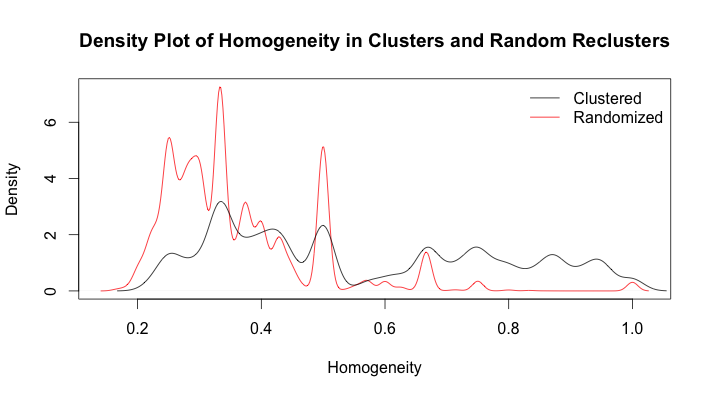 Density Plot of Homogeneity in Clusters and Random Reclusters
Clustered
Randomized
Density
6
4
2
0
0.2 0.4 0.6 0.8 1.0
Homogeneity